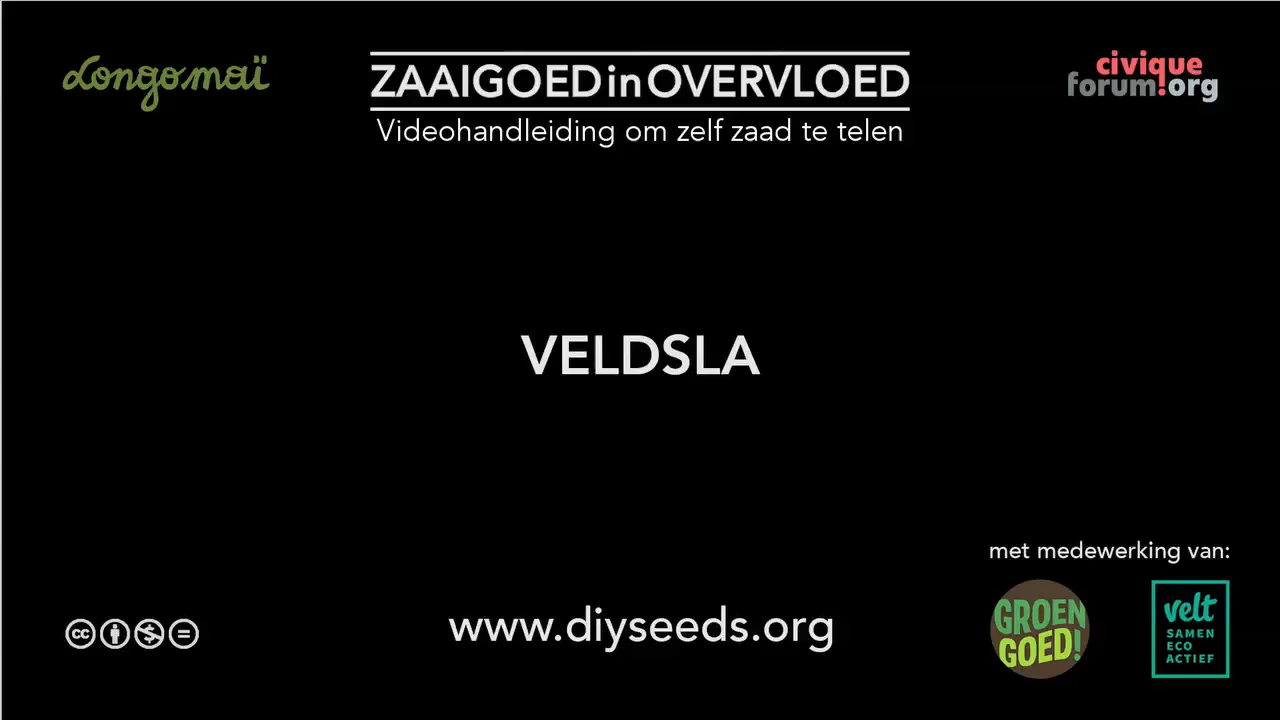 Longo maï
ZAAIGOED in OVERVLOED
Videohandleiding om zelf zaad te telen
civique
forum!org
VELDSLA
met medewerking van:
www.diyseeds.org
cc
GROEN
GOED!
velt
SAMEN
ECO
ACTIEF